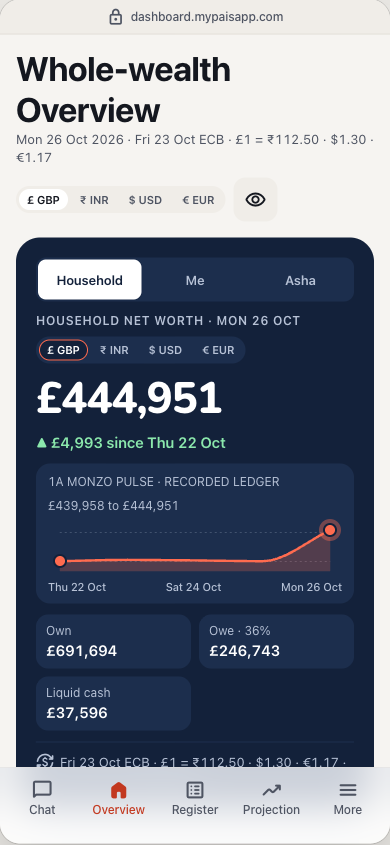 dashboard.mypaisapp.com
Whole-wealth
Overview
Mon 26 Oct 2026 · Fri 23 Oct ECB · £1 = ₹112.50 · $1.30 ·
€1.17
£ GBP ₹ INR $ USD € EUR
Household Me Asha
HOUSEHOLD NET WORTH · MON 26 OCT
£ GBP ₹ INR $ USD € EUR
£444,951
▲ £4,993 since Thu 22 Oct
1A MONZO PULSE · RECORDED LEDGER
£439,958 to £444,951
Thu 22 Oct Sat 24 Oct Mon 26 Oct
Own Owe · 36%
£691,694 £246,743
Liquid cash
£37,596
Fri 23 Oct ECB · £1 = ₹112.50 · $1.30 · €1.17 ·
Chat Overview Register Projection More